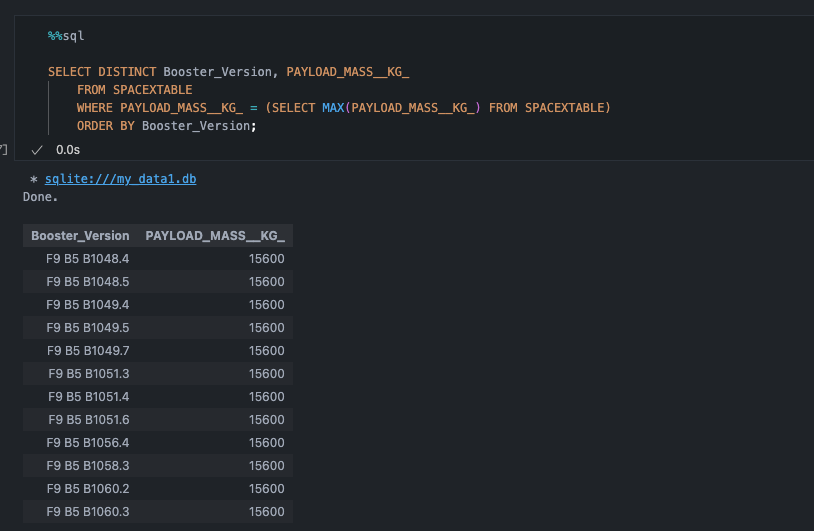 %%sql
SELECT DISTINCT Booster_Version, PAYLOAD_MASS__KG_
FROM SPACEXTABLE
WHERE PAYLOAD_MASS__KG_ = (SELECT MAX(PAYLOAD_MASS__KG_) FROM SPACEXTABLE)
ORDER BY Booster_Version;
✓ 0.0s
* sqlite:///my_data1.db
Done.
Booster_Version PAYLOAD_MASS__KG_
F9 B5 B1048.4 15600
F9 B5 B1048.5 15600
F9 B5 B1049.4 15600
F9 B5 B1049.5 15600
F9 B5 B1049.7 15600
F9 B5 B1051.3 15600
F9 B5 B1051.4 15600
F9 B5 B1051.6 15600
F9 B5 B1056.4 15600
F9 B5 B1058.3 15600
F9 B5 B1060.2 15600
F9 B5 B1060.3 15600